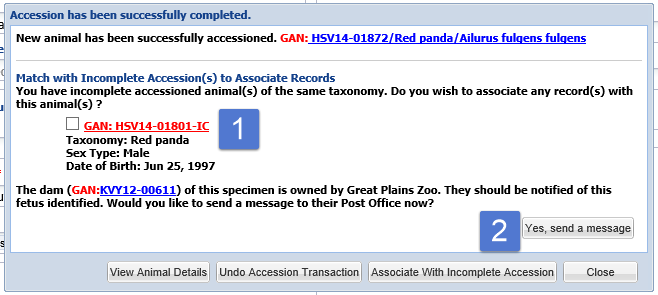 Accession has been successfully completed.
New animal has been successfully accessioned. GAN: HSV14-01872/Red panda/Ailurus fulgens fulgens
Match with Incomplete Accession(s) to Associate Records
You have incomplete accessioned animal(s) of the same taxonomy. Do you wish to associate any record(s) with
this animal(s) ?
GAN: HSV14-01801-IC
1
Taxonomy: Red panda
Sex Type: Male
Date of Birth: Jun 25, 1997
The dam (GAN:KVY12-00611) of this specimen is owned by Great Plains Zoo. They should be notified of this
fetus identified. Would you like to send a message to their Post Office now?
2
Yes, send a message
View Animal Details Undo Accession Transaction Associate With Incomplete Accession Close